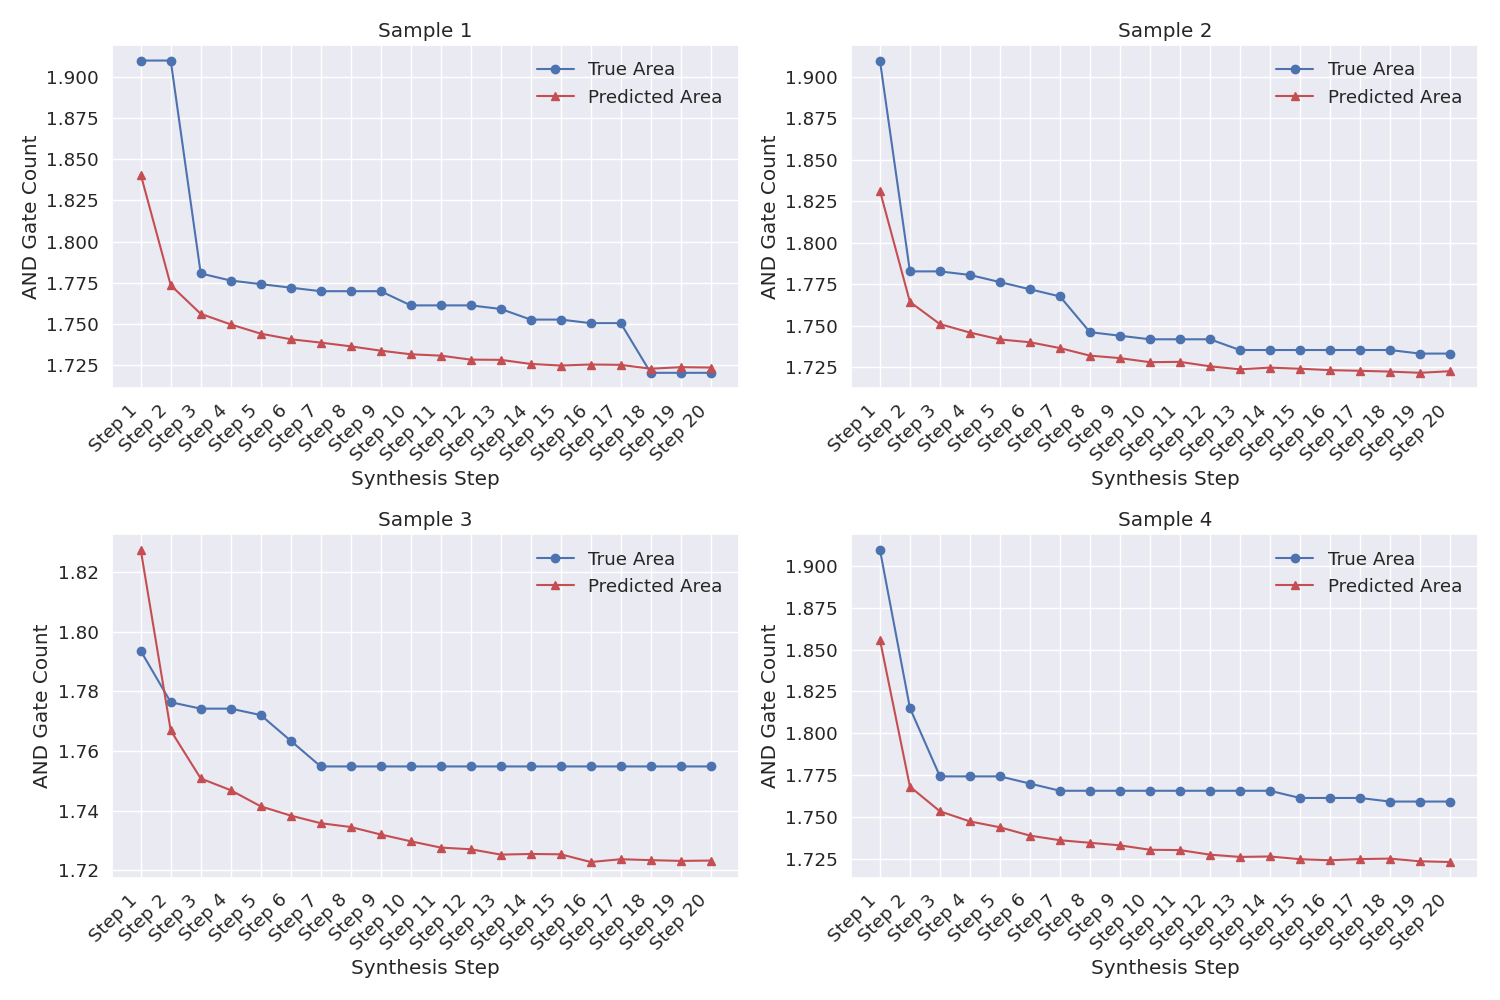 Sample 1
AND Gate Count
1.900
1.875
1.850
1.825
1.800
1.775
1.750
1.725
True Area
Predicted Area
Step 1
Step 2
Step 3
Step 4
Step 5
Step 6
Step 7
Step 8
Step 9
Step 10
Step 11
Step 12
Step 13
Step 14
Step 15
Step 16
Step 17
Step 18
Step 19
Step 20
Synthesis Step
Sample 2
AND Gate Count
1.900
1.875
1.850
1.825
1.800
1.775
1.750
1.725
True Area
Predicted Area
Step 1
Step 2
Step 3
Step 4
Step 5
Step 6
Step 7
Step 8
Step 9
Step 10
Step 11
Step 12
Step 13
Step 14
Step 15
Step 16
Step 17
Step 18
Step 19
Step 20
Synthesis Step
Sample 3
AND Gate Count
1.82
1.80
1.78
1.76
1.74
1.72
True Area
Predicted Area
Step 1
Step 2
Step 3
Step 4
Step 5
Step 6
Step 7
Step 8
Step 9
Step 10
Step 11
Step 12
Step 13
Step 14
Step 15
Step 16
Step 17
Step 18
Step 19
Step 20
Synthesis Step
Sample 4
AND Gate Count
1.900
1.875
1.850
1.825
1.800
1.775
1.750
1.725
True Area
Predicted Area
Step 1
Step 2
Step 3
Step 4
Step 5
Step 6
Step 7
Step 8
Step 9
Step 10
Step 11
Step 12
Step 13
Step 14
Step 15
Step 16
Step 17
Step 18
Step 19
Step 20
Synthesis Step